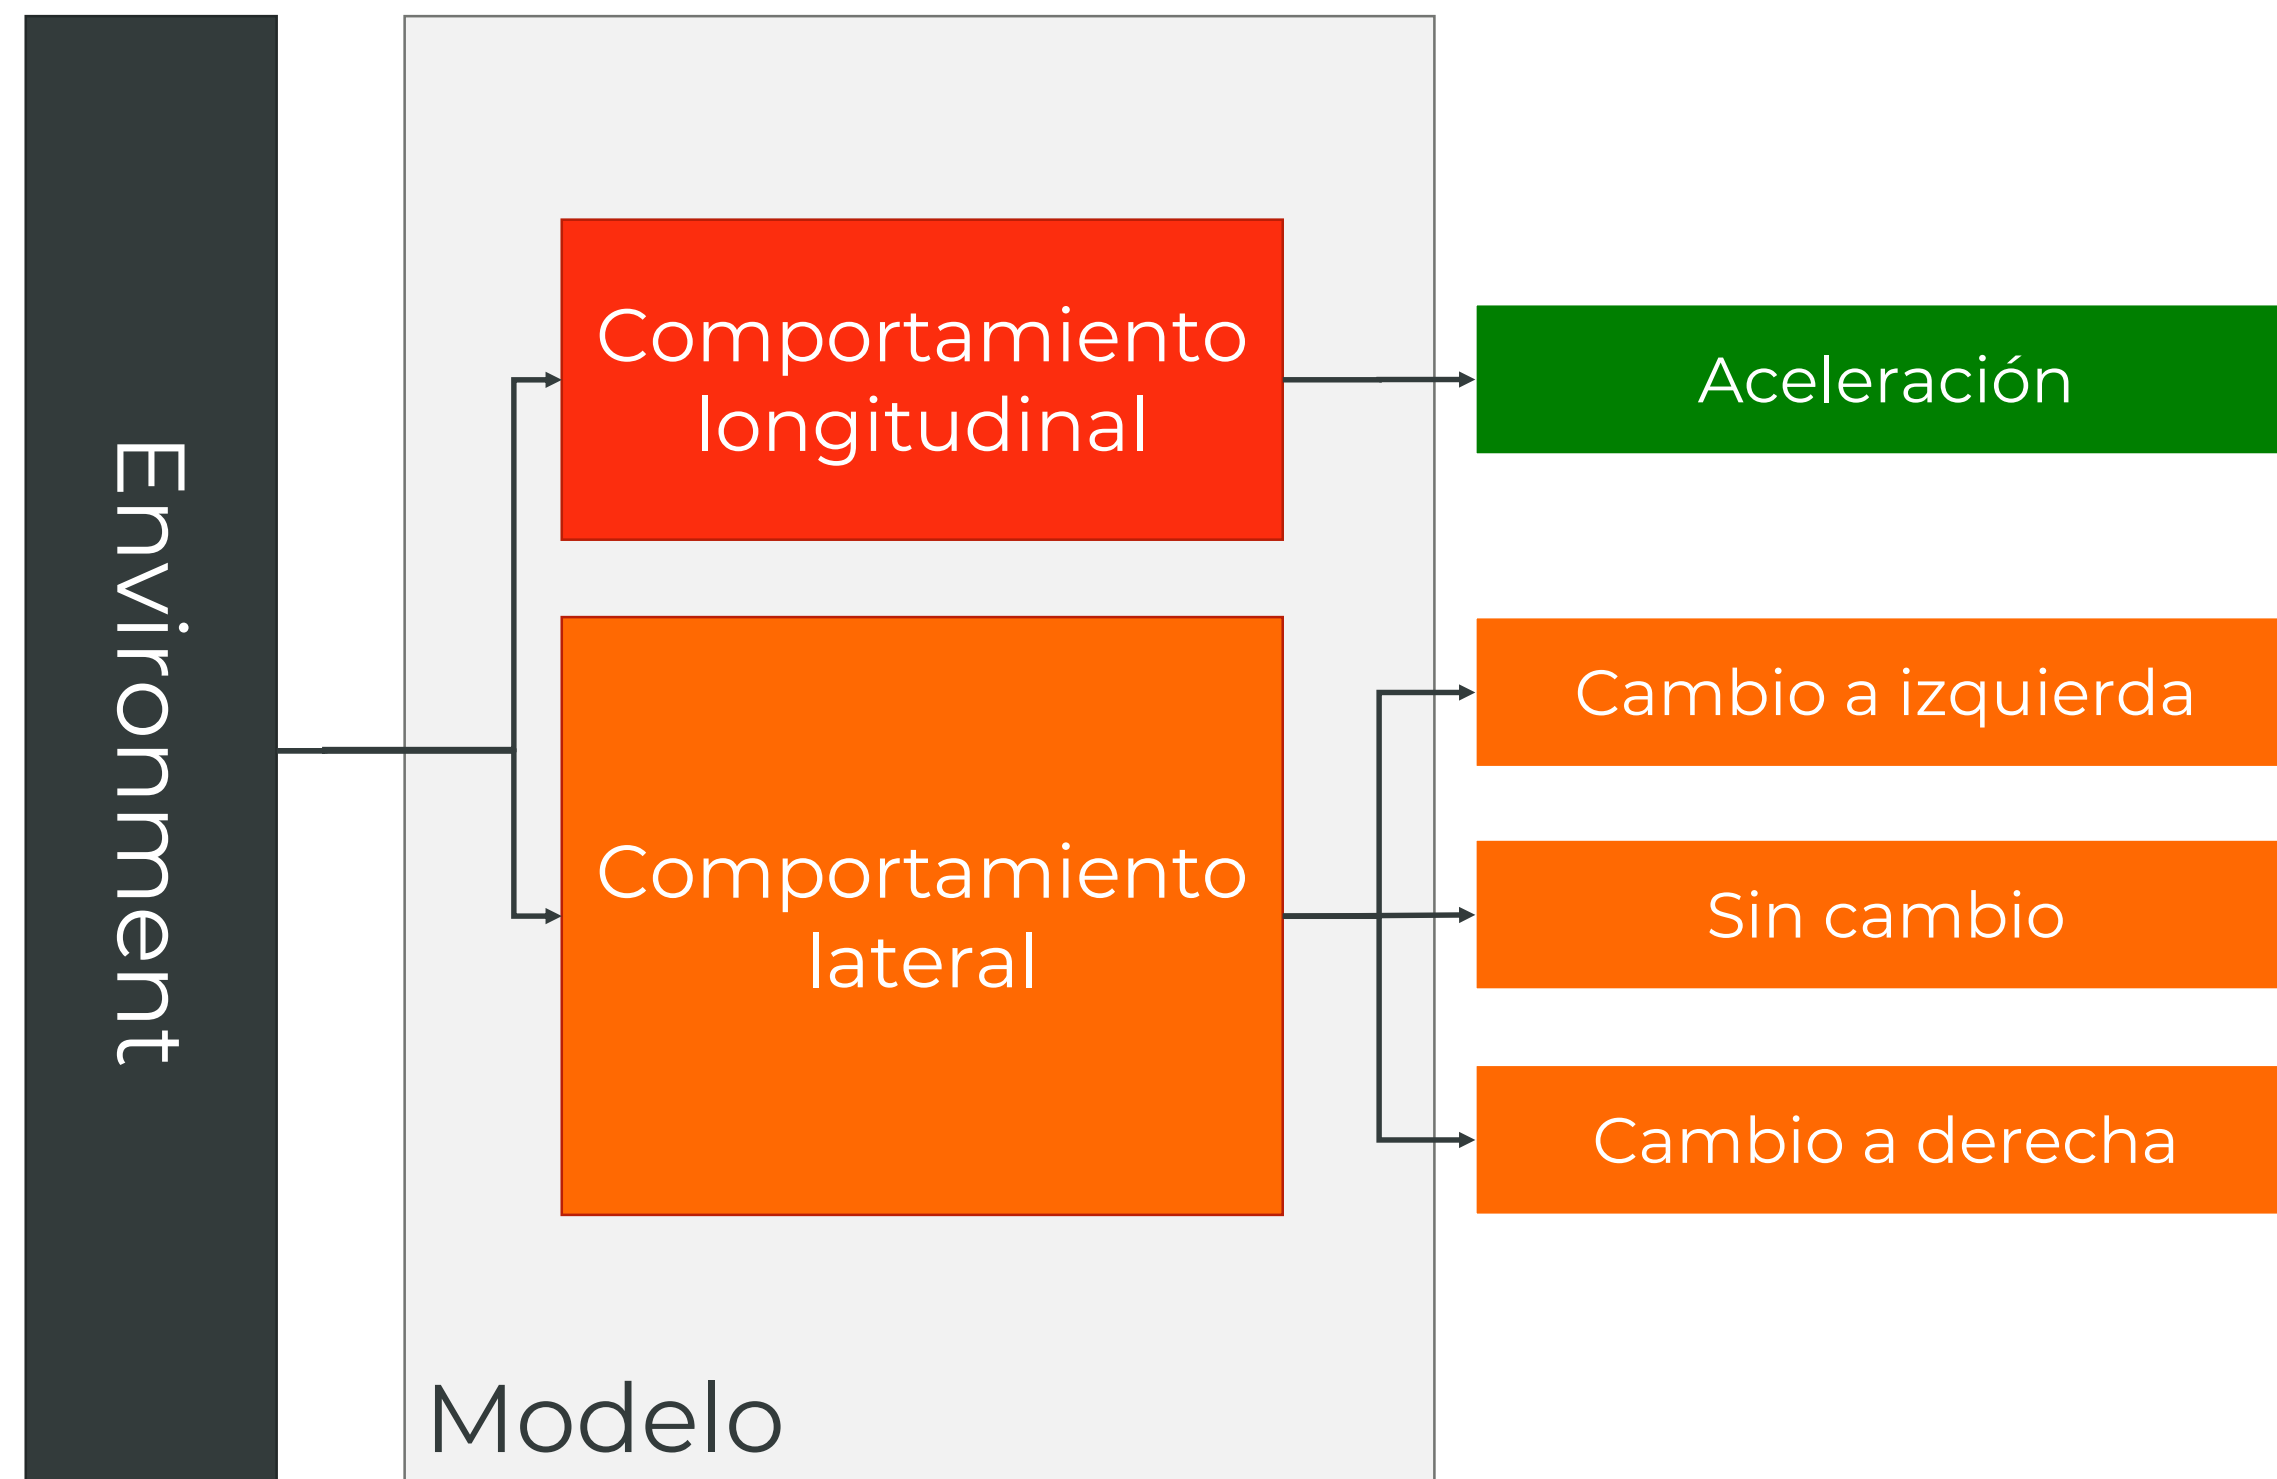 Environment
Comportamiento
longitudinal
Aceleración
Comportamiento
lateral
Cambio a izquierda
Sin cambio
Cambio a derecha
Modelo